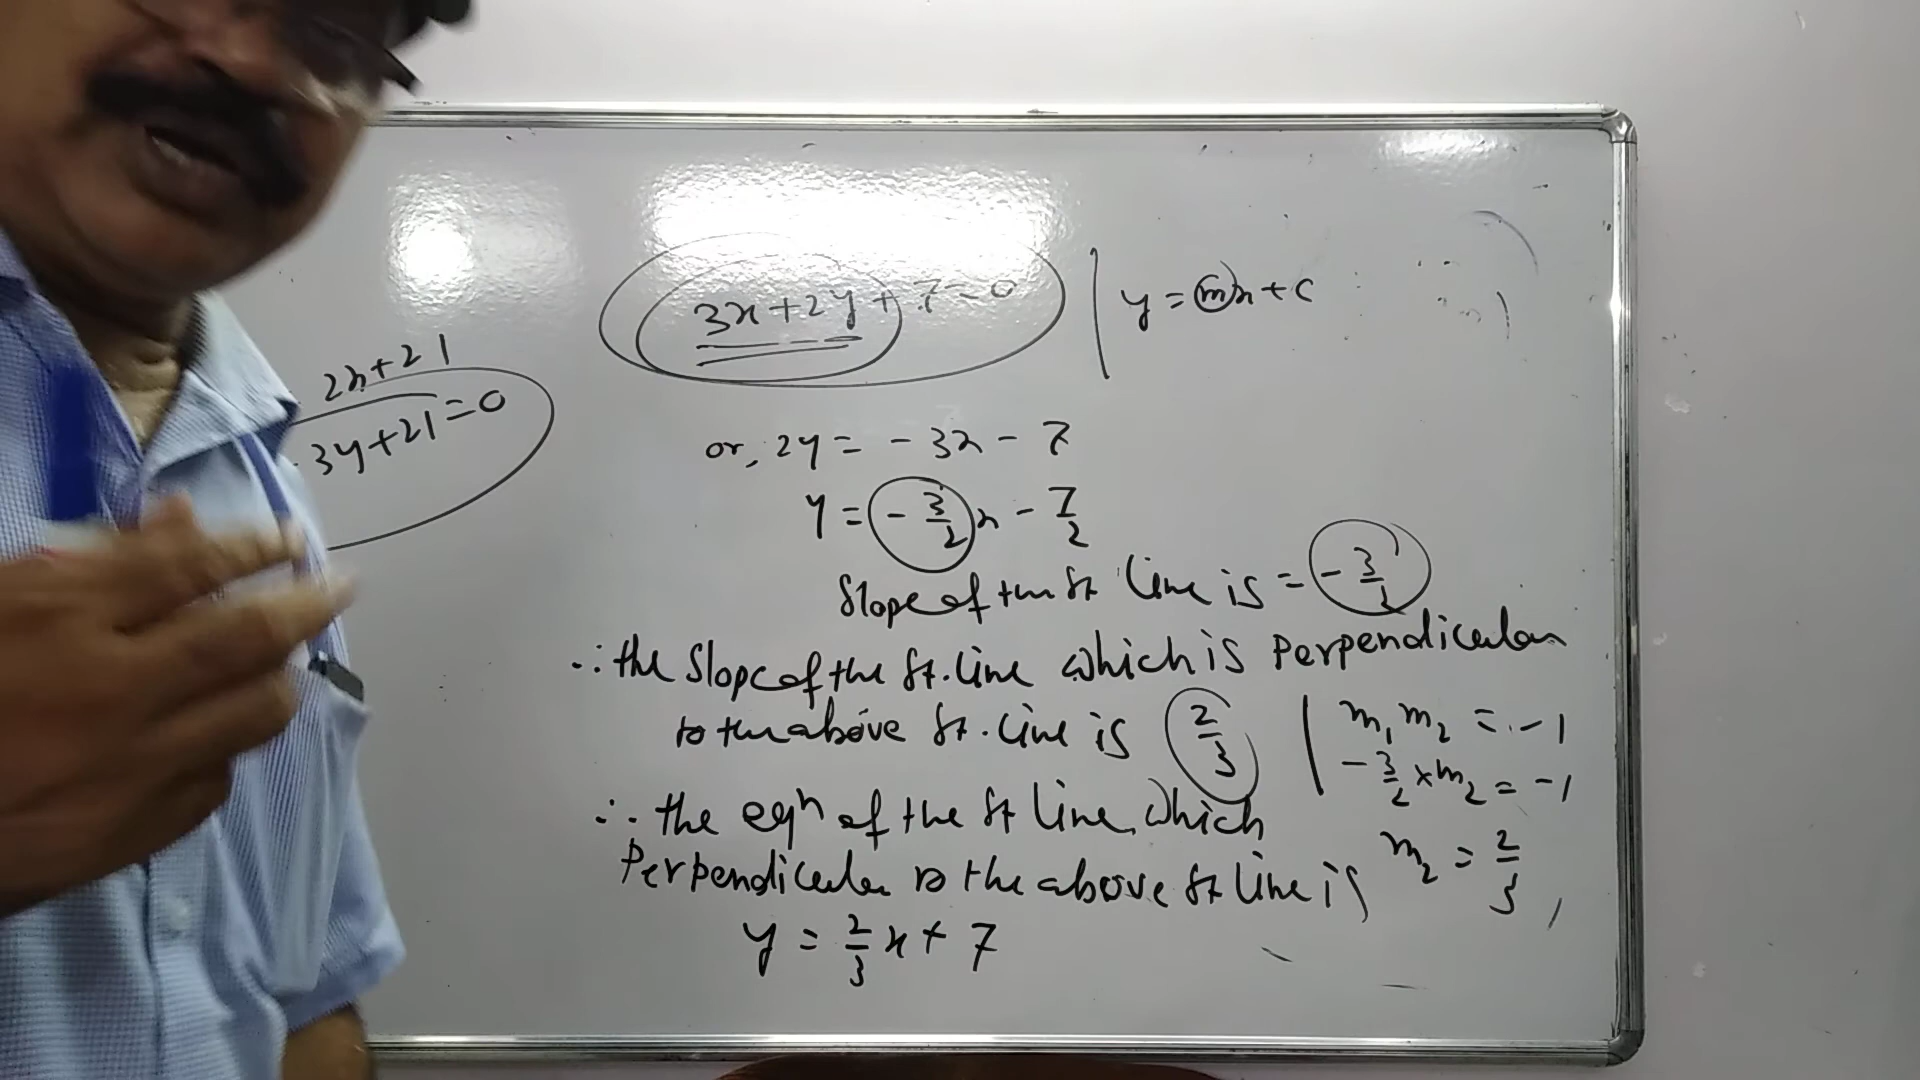 3x+2y+7=0 | y = mx + c
2x+21
3y+21=0
or, 2y = - 3x - 7
y = - 3/2 x - 7/2
Slope of the st line is = - 3/2
∴ the slope of the st. line which is perpendicular
to the above st. line is 2/3 | m₁ m₂ = -1
- 3/2 × m₂ = -1
∴ the eqn of the st line, which
m₂ = 2/3
perpendicular to the above st line is
y = 2/3 x + 7